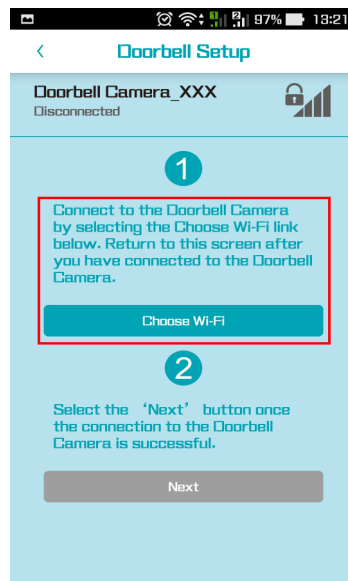 97% 13:21
Doorbell Setup
Doorbell Camera_XXX
Disconnected
1
Connect to the Doorbell Camera
by selecting the Choose Wi-Fi link
below. Return to this screen after
you have connected to the Doorbell
Camera.
Choose Wi-Fi
2
Select the ‘Next’ button once
the connection to the Doorbell
Camera is successful.
Next